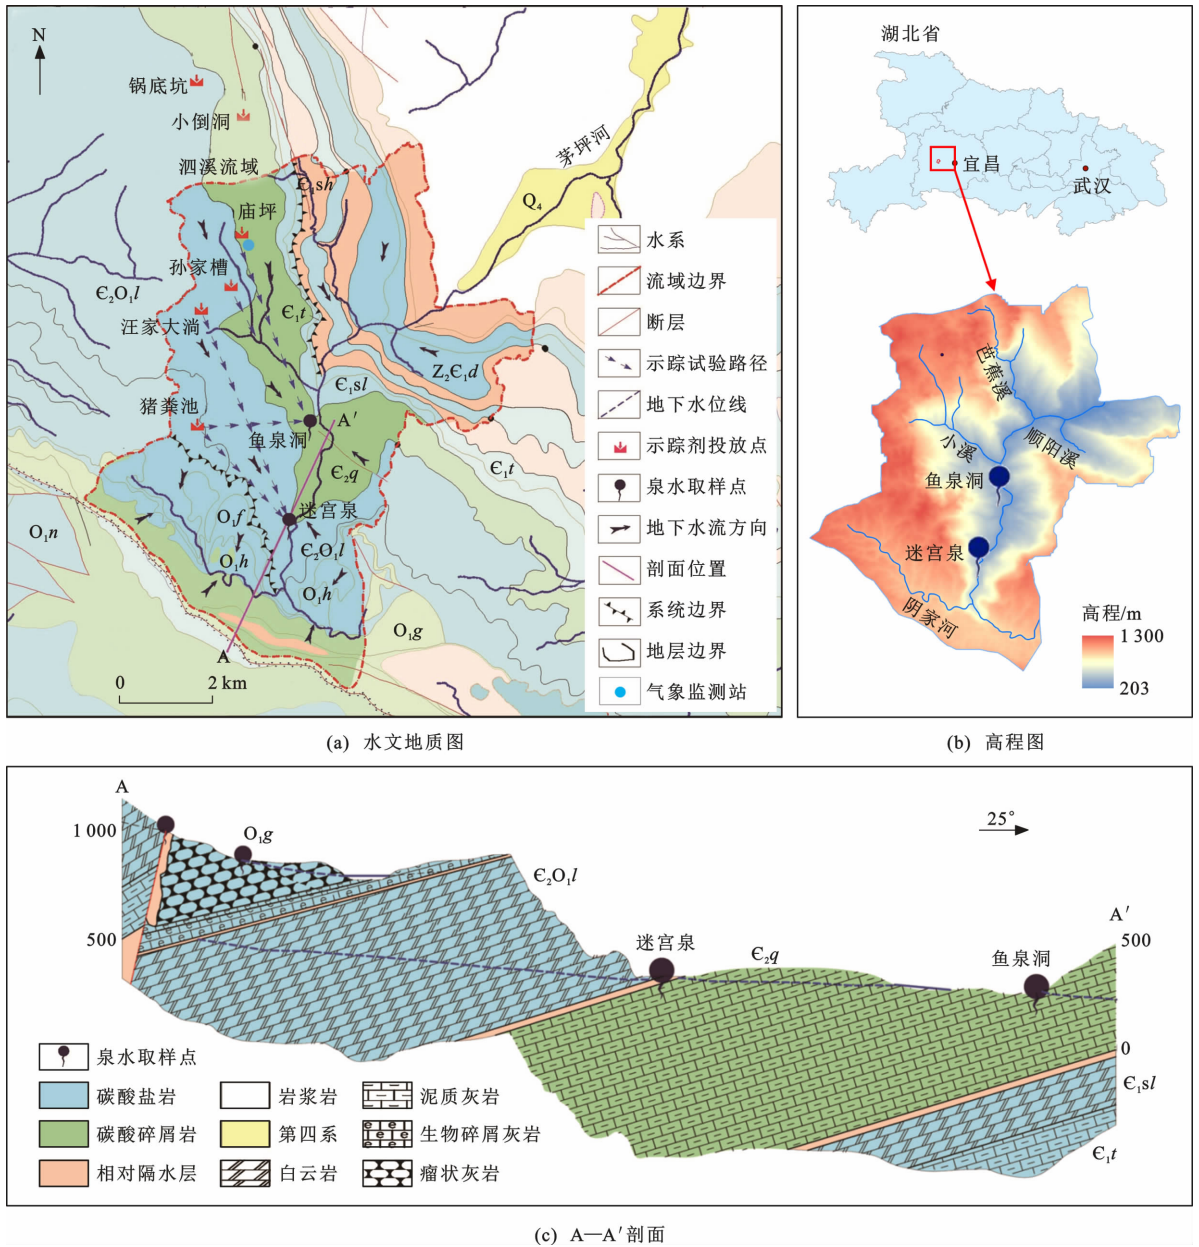 N
锅底坑
小倒洞
泗溪流域
Є₁sh
庙坪
孙家槽
Є₂O₁l
汪家大淌
Є₁t
猪粪池
鱼泉洞
A′
Є₁sl
Z₂Є₁d
Є₁t
Є₂q
迷宫泉
O₁n
O₁f
O₁h
Є₂O₁l
O₁h
O₁g
A
0 2 km
茅坪河
Q₄
水系
流域边界
断层
示踪试验路径
地下水位线
示踪剂投放点
泉水取样点
地下水流方向
剖面位置
系统边界
地层边界
气象监测站
(a) 水文地质图
湖北省
宜昌
武汉
芭蕉溪
小溪
顺阳溪
鱼泉洞
迷宫泉
阴家河
高程/m
1 300
203
(b) 高程图
A
1 000
O₁g
500
Є₂O₁l
25°
迷宫泉
Є₂q
鱼泉洞
A′
500
0
Є₁sl
Є₁t
泉水取样点
碳酸盐岩 岩浆岩 泥质灰岩
碳酸碎屑岩 第四系 生物碎屑灰岩
相对隔水层 白云岩 瘤状灰岩
(c) A—A′剖面